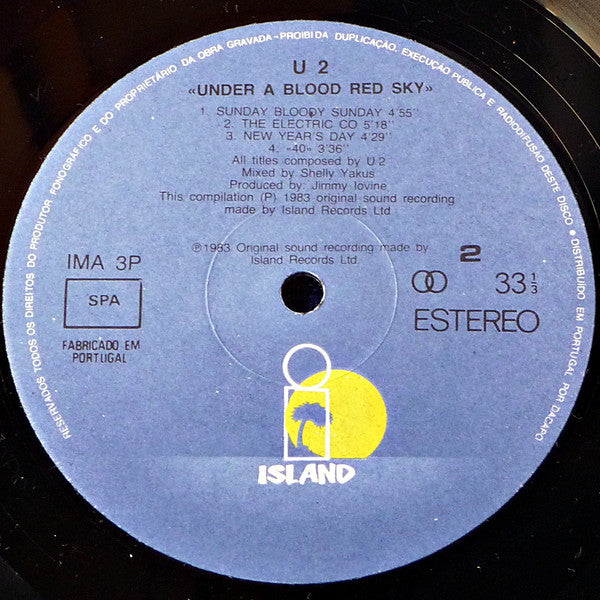 RESERVADOS TODOS OS DIREITOS DO PRODUTOR FONOGRÁFICO E DO PROPRIETÁRIO DA OBRA GRAVADA - PROIBIDA DUPLICAÇÃO, EXECUÇÃO PUBLICA E RADIODIFUSÃO DESTE DISCO • DISTRIBUIDO EM PORTUGAL POR DACAPO
U 2
«UNDER A BLOOD RED SKY»
1. SUNDAY BLOODY SUNDAY 4'55''
2. THE ELECTRIC CO 5'18''
3. NEW YEAR'S DAY 4'29''
4. «40» 3'36''
All titles composed by U 2
Mixed by Shelly Yakus
Produced by: Jimmy Iovine
This compilation (P) 1983 original sound recording
made by Island Records Ltd
℗ 1983 Original sound recording made by
Island Records Ltd.
IMA 3P
SPA
FABRICADO EM
PORTUGAL
2
33 1/3
ESTEREO
ISLAND